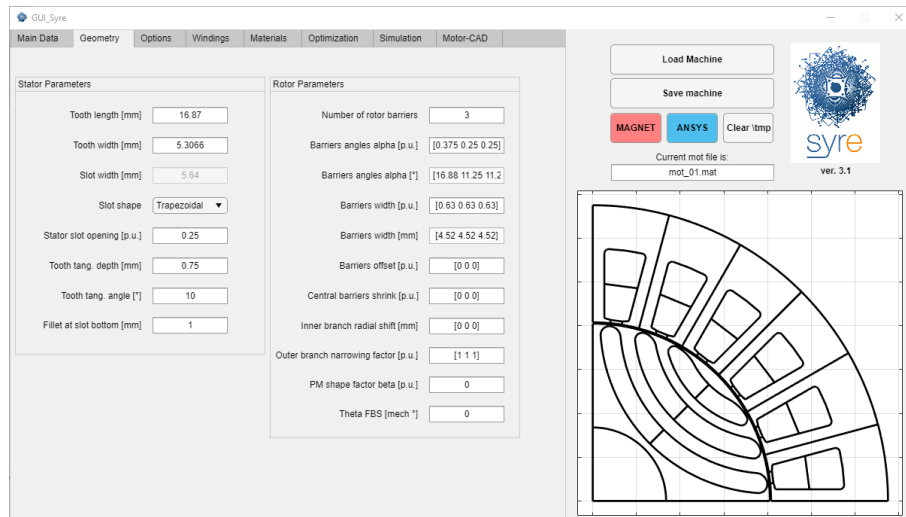 GUI_Syre
Main Data Geometry Options Windings Materials Optimization Simulation Motor-CAD
Stator Parameters
Tooth length [mm] 16.87
Tooth width [mm] 5.3066
Slot width [mm] 5.64
Slot shape Trapezoidal
Stator slot opening [p.u.] 0.25
Tooth tang. depth [mm] 0.75
Tooth tang. angle [°] 10
Fillet at slot bottom [mm] 1
Rotor Parameters
Number of rotor barriers 3
Barriers angles alpha [p.u.] [0.375 0.25 0.25]
Barriers angles alpha [°] [16.88 11.25 11.2
Barriers width [p.u.] [0.63 0.63 0.63]
Barriers width [mm] [4.52 4.52 4.52]
Barriers offset [p.u.] [0 0 0]
Central barriers shrink [p.u.] [0 0 0]
Inner branch radial shift [mm] [0 0 0]
Outer branch narrowing factor [p.u.] [1 1 1]
PM shape factor beta [p.u.] 0
Theta FBS [mech °] 0
Load Machine
Save machine
MAGNET ANSYS Clear \tmp
Current mot file is:
mot_01.mat
syre
ver. 3.1